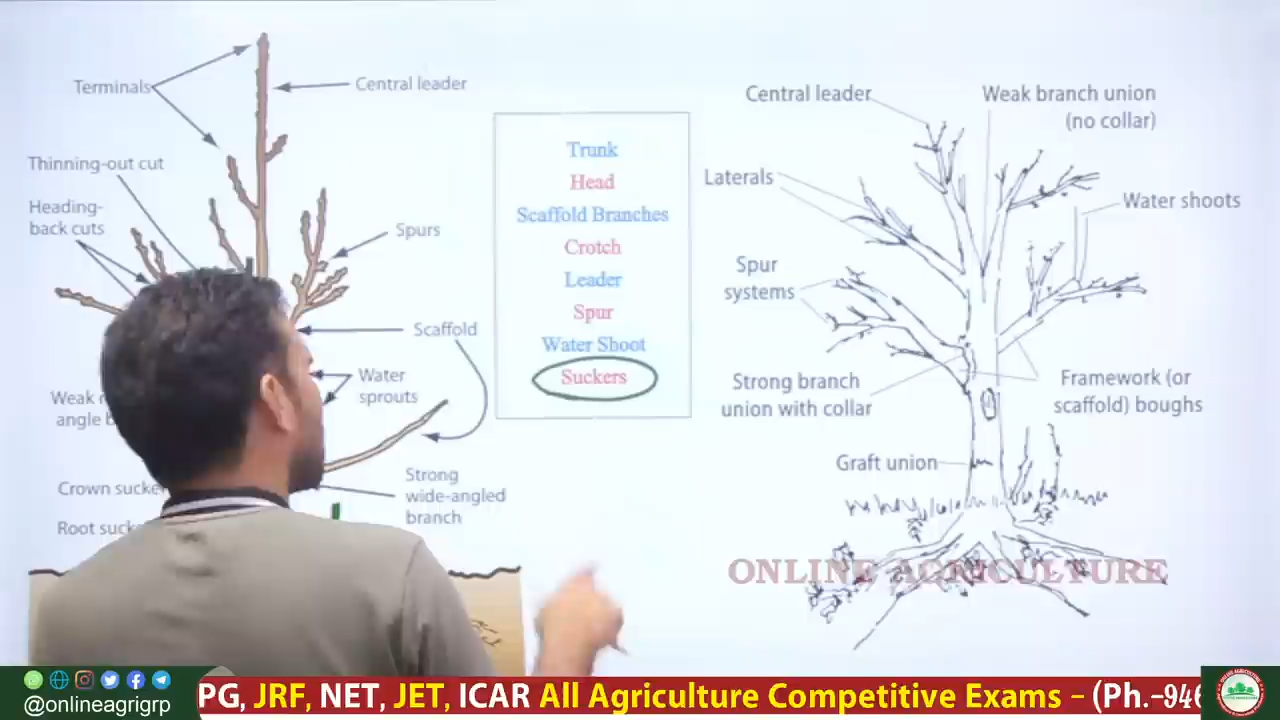 Terminals
Central leader
Thinning-out cut
Heading-
back cuts
Spurs
Scaffold
Water
sprouts
Weak
angle
Crown
Strong
wide-angled
branch
Root
Trunk
Head
Scaffold Branches
Crotch
Leader
Spur
Water Shoot
Suckers
Central leader
Weak branch union
(no collar)
Laterals
Water shoots
Spur
systems
Strong branch
union with collar
Framework (or
scaffold) boughs
Graft union
ONLINE AGRICULTURE
@onlineagrigrp
PG, JRF, NET, JET, ICAR All Agriculture Competitive Exams – (Ph.-946